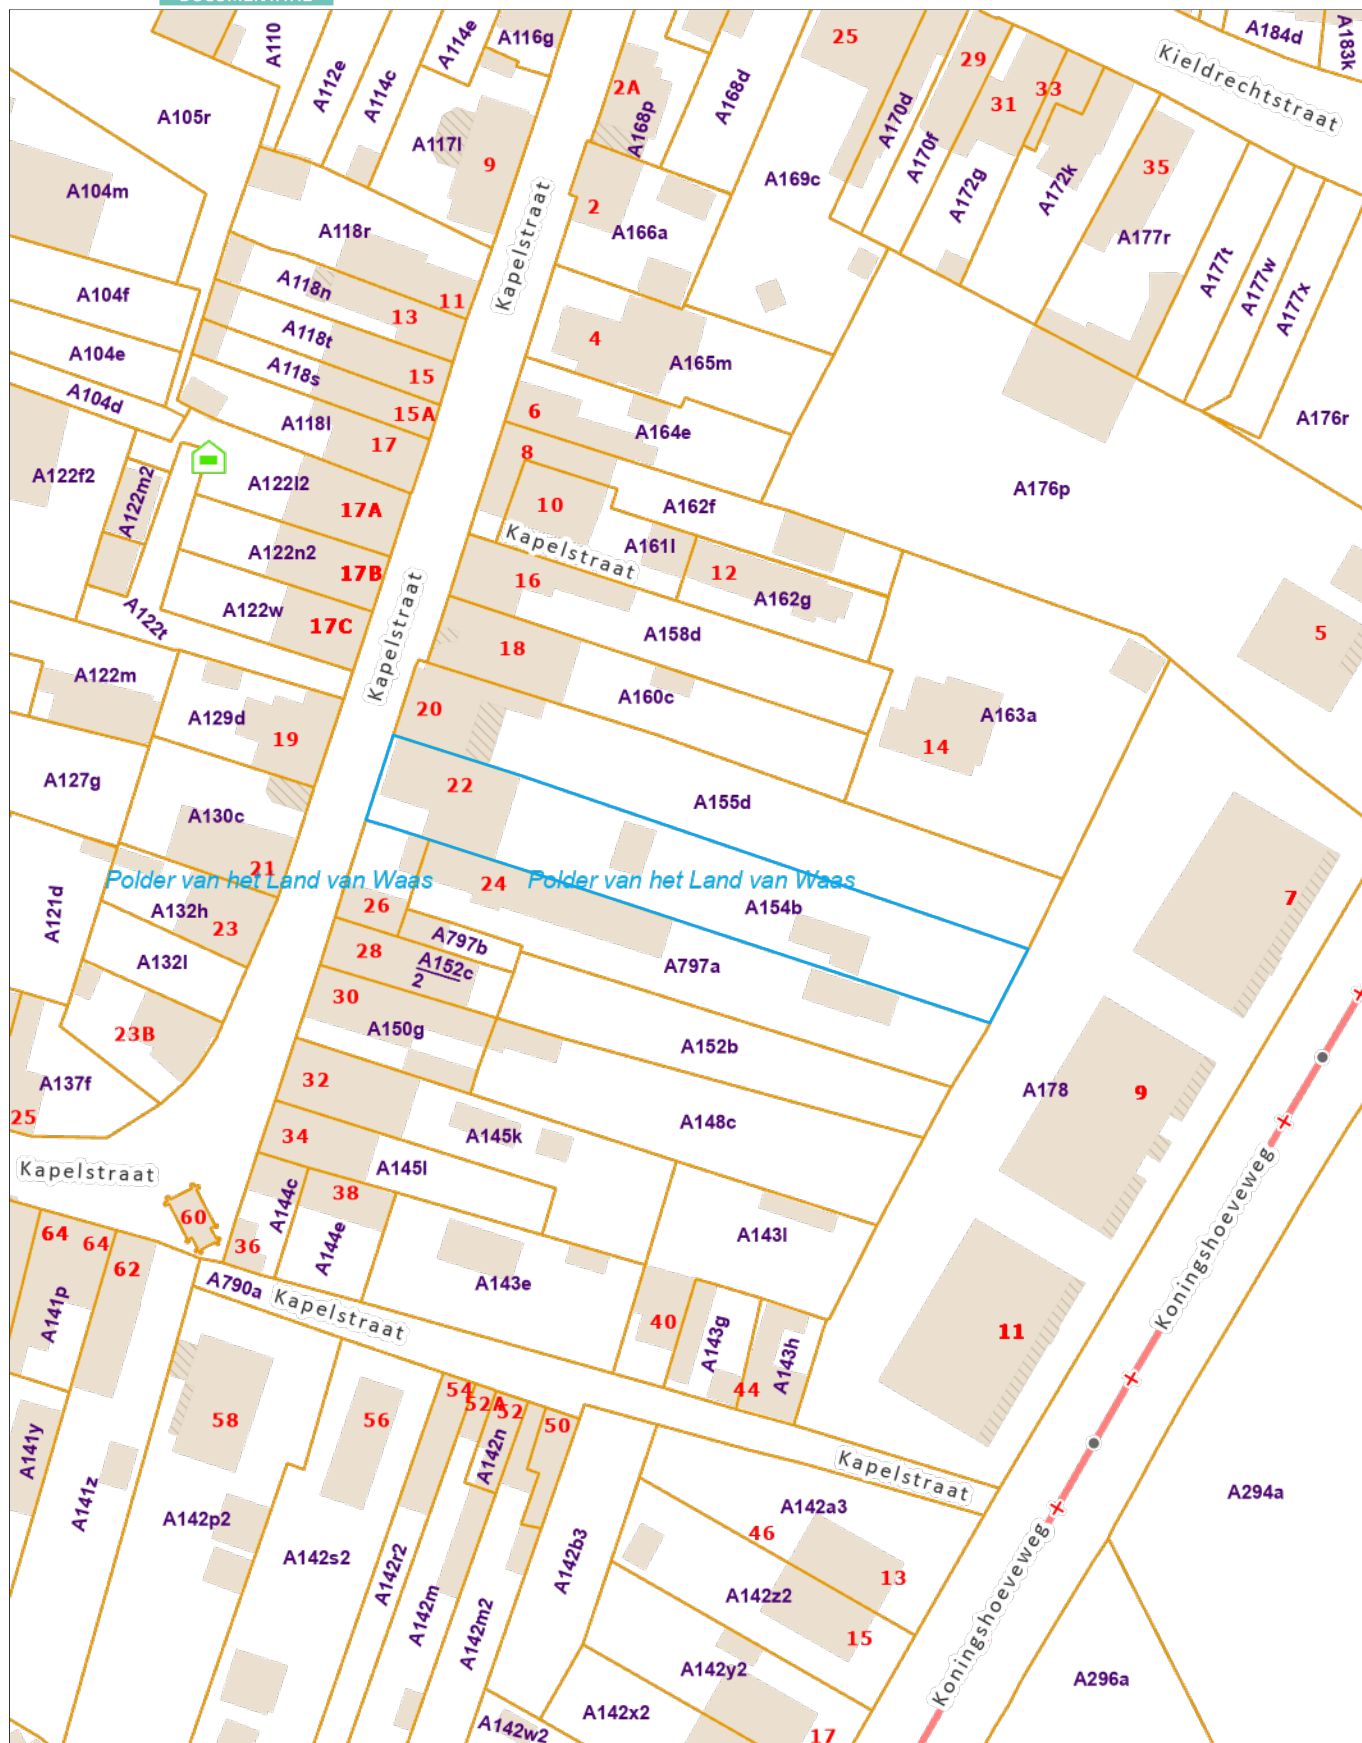 A110
A112e
A114c
A114e
A116g
2A
A168p
A168d
25
A170d
A170f
29
31
33
A184d
A183k
Kieldrechtstraat
A105r
A117l
9
Kapelstraat
2
A166a
A169c
A172g
A172k
35
A177r
A177t
A177w
A177x
A176r
A104m
A118r
A118n
11
13
A104f
A118t
15
A104e
A118s
15A
A104d
A118l
17
4
A165m
6
A164e
8
10
A162f
A176p
A122f2
A122m2
A122l2
17A
A122n2
17B
A122w
17C
A122t
Kapelstraat
Kapelstraat
A161l
12
A162g
16
A158d
18
A160c
5
A122m
A129d
19
20
A163a
14
A127g
22
A155d
A130c
21
Polder van het Land van Waas
Polder van het Land van Waas
24
A154b
7
A121d
A132h
23
26
A797b
A132l
28
A152c
2
A797a
30
23B
A150g
A152b
A137f
25
32
A178
9
34
A145k
A148c
Kapelstraat
A145l
60
A144c
38
A144e
36
A143l
64
64
62
A790a
Kapelstraat
A143e
Koningshoeveweg
A141p
40
A143g
44
A143h
11
58
56
54
52A
52
50
A141y
A141z
A142p2
A142n
Kapelstraat
A142a3
46
A294a
A142s2
A142r2
A142m
A142m2
A142b3
A142z2
13
15
Koningshoeveweg
A142y2
A142x2
A142w2
17
A296a